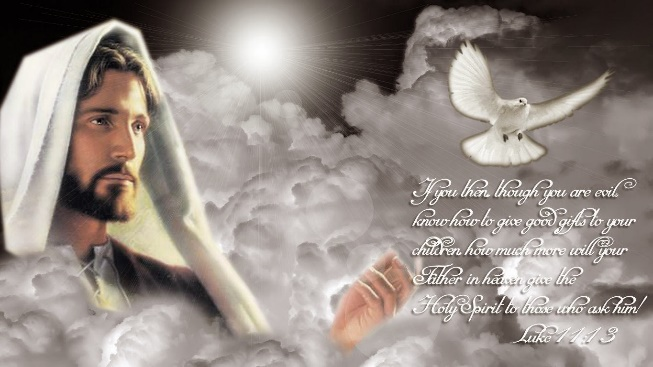 If you then, though you are evil,
know how to give good gifts to your
children, how much more will your
Father in heaven give the
Holy Spirit to those who ask him!
Luke 11:13